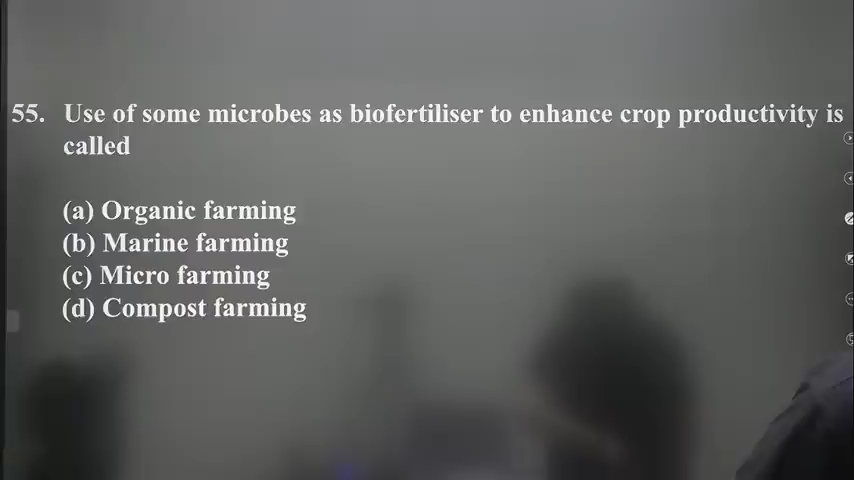 55. Use of some microbes as biofertiliser to enhance crop productivity is
called
(a) Organic farming
(b) Marine farming
(c) Micro farming
(d) Compost farming